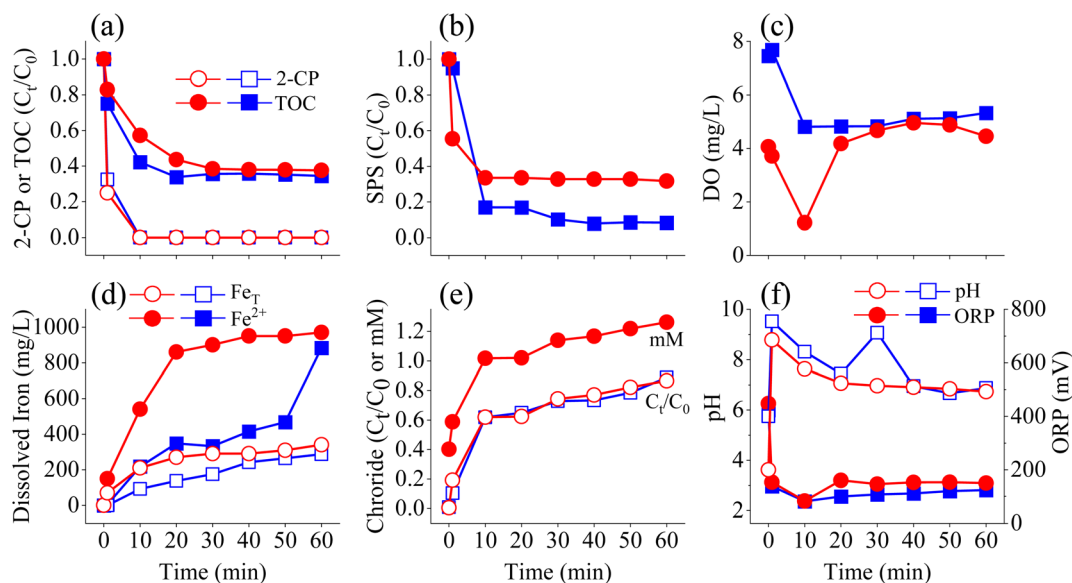 (a)
2-CP
TOC
2-CP or TOC (Cₜ/C₀)
1.0
0.8
0.6
0.4
0.2
0.0
0 10 20 30 40 50 60
(b)
SPS (Cₜ/C₀)
1.0
0.8
0.6
0.4
0.2
0.0
0 10 20 30 40 50 60
(c)
DO (mg/L)
8
6
4
2
0
0 10 20 30 40 50 60
(d)
Fe_T
Fe²⁺
Dissolved Iron (mg/L)
1000
800
600
400
200
0
0 10 20 30 40 50 60
Time (min)
(e)
mM
Cₜ/C₀
Chroride (Cₜ/C₀ or mM)
1.2
1.0
0.8
0.6
0.4
0.2
0.0
0 10 20 30 40 50 60
Time (min)
(f)
pH
ORP
pH
10
8
6
4
2
0 10 20 30 40 50 60
Time (min)
800
600
400
200
0
ORP (mV)